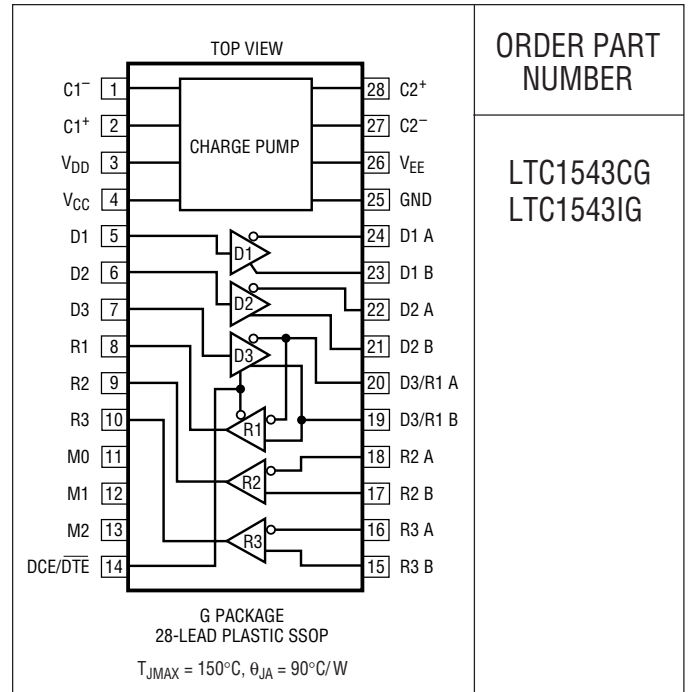 TOP VIEW
C1⁻ 1
C1⁺ 2
V_DD 3
V_CC 4
D1 5
D2 6
D3 7
R1 8
R2 9
R3 10
M0 11
M1 12
M2 13
DCE/D̅T̅E̅ 14
CHARGE PUMP
D1
D2
D3
R1
R2
R3
28 C2⁺
27 C2⁻
26 V_EE
25 GND
24 D1 A
23 D1 B
22 D2 A
21 D2 B
20 D3/R1 A
19 D3/R1 B
18 R2 A
17 R2 B
16 R3 A
15 R3 B
G PACKAGE
28-LEAD PLASTIC SSOP
T_JMAX = 150°C, θ_JA = 90°C/W
ORDER PART
NUMBER
LTC1543CG
LTC1543IG